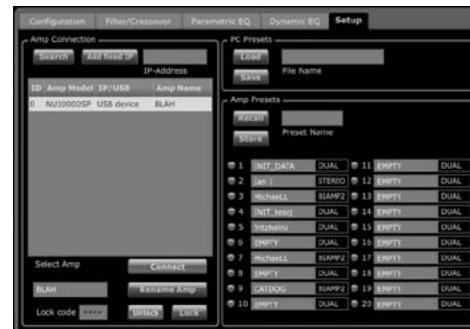 Configuration Filter/Crossover Parametric EQ Dynamic EQ Setup
Amp Connection
Search Add fixed IP
IP-Address
ID Amp Model IP/USB Amp Name
0 NU1000DSP USB device BLAH
Select Amp Connect
BLAH Rename Amp
Lock code **** Unlock Lock
PC Presets
Load
Save File Name
Amp Presets
Recall
Store Preset Name
1 INIT_DATA DUAL 11 EMPTY DUAL
2 STEREO 12 EMPTY DUAL
3 MichaelL BIAMP2 13 EMPTY DUAL
4 DUAL 14 EMPTY DUAL
5 fritzkeinz DUAL 15 EMPTY DUAL
6 EMPTY DUAL 16 EMPTY DUAL
7 MichaelL BIAMP2 17 EMPTY DUAL
8 EMPTY DUAL 18 EMPTY DUAL
9 CATDOG BIAMP2 19 EMPTY DUAL
10 EMPTY DUAL 20 EMPTY DUAL